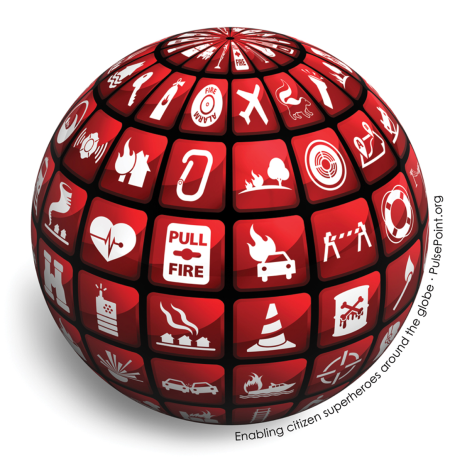 FIRE
ALARM
PULL
FIRE
H
Enabling citizen superheroes around the globe · PulsePoint.org